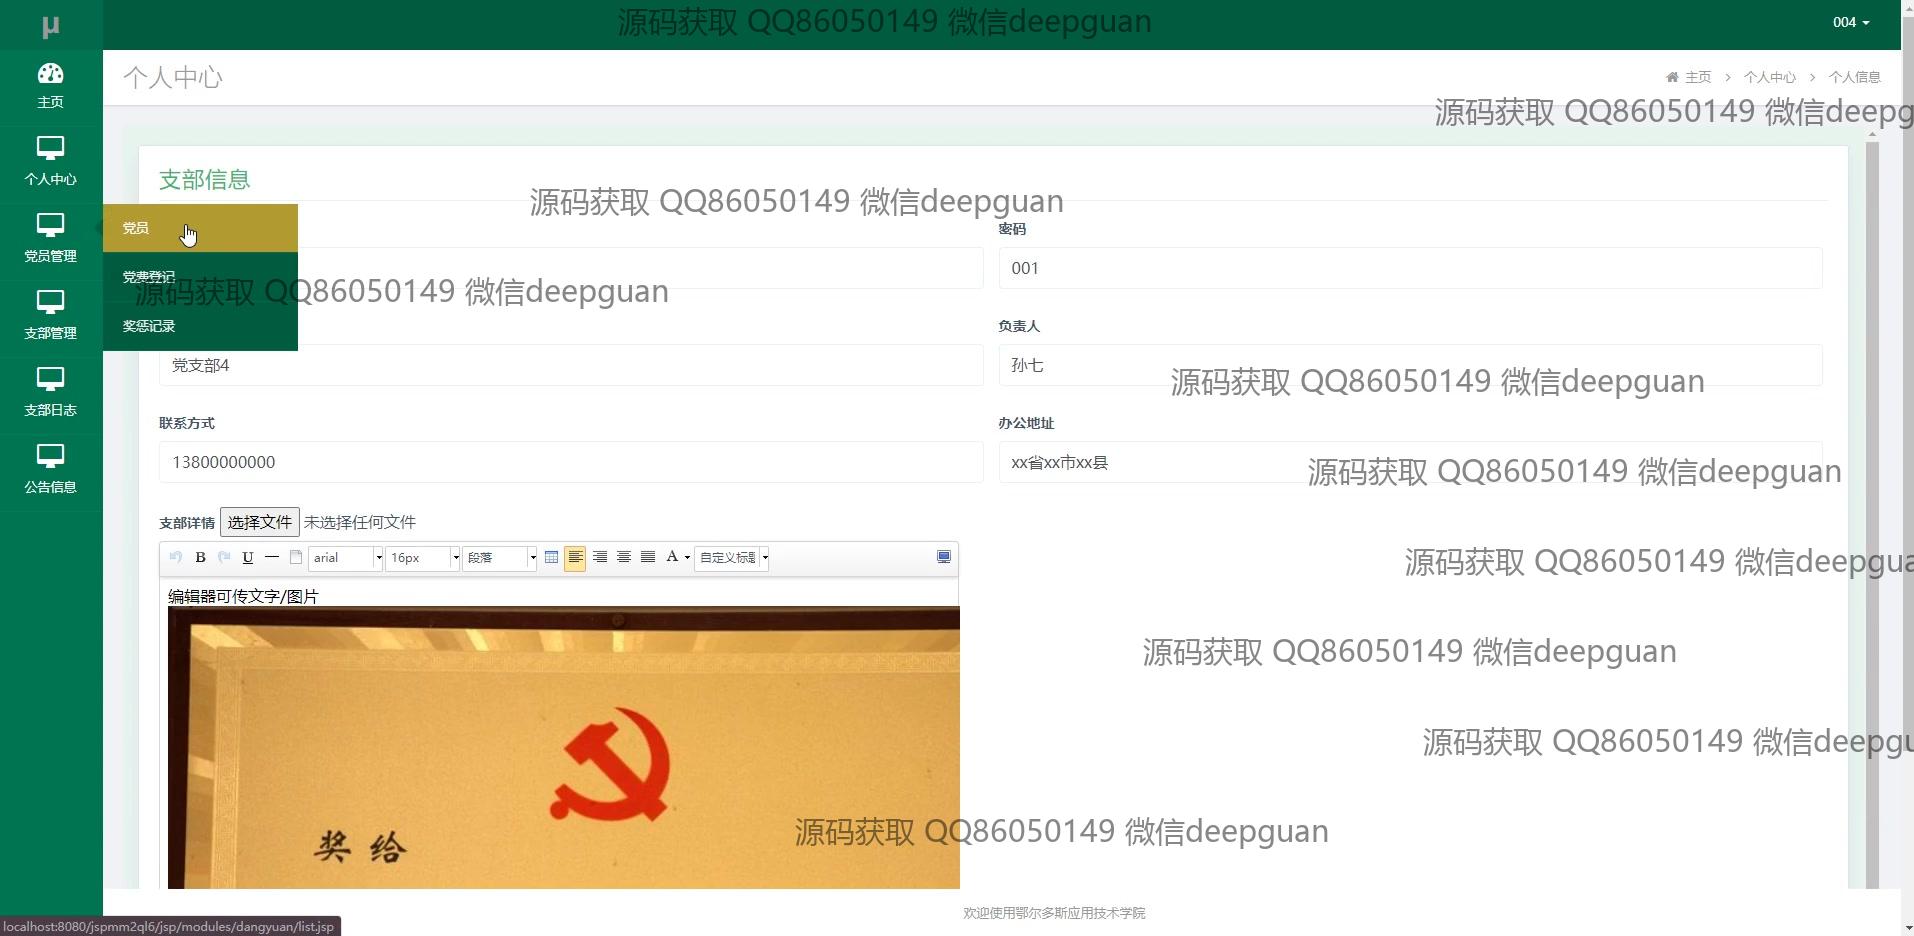 μ
源码获取 QQ86050149 微信deepguan
004
主页
个人中心
党员管理
支部管理
支部日志
公告信息
个人中心
主页 > 个人中心 > 个人信息
源码获取 QQ86050149 微信deepg
支部信息
源码获取 QQ86050149 微信deepguan
党员
党费登记
奖惩记录
密码
001
源码获取 QQ86050149 微信deepguan
负责人
党支部4
孙七
源码获取 QQ86050149 微信deepguan
联系方式
办公地址
13800000000
xx省xx市xx县
源码获取 QQ86050149 微信deepguan
支部详情 选择文件 未选择任何文件
B U arial 16px 段落 A 自定义标题
源码获取 QQ86050149 微信deepgua
编辑器可传文字/图片
源码获取 QQ86050149 微信deepguan
源码获取 QQ86050149 微信deepgu
奖给
源码获取 QQ86050149 微信deepguan
欢迎使用鄂尔多斯应用技术学院
localhost:8080/jspmm2ql6/jsp/modules/dangyuan/list.jsp